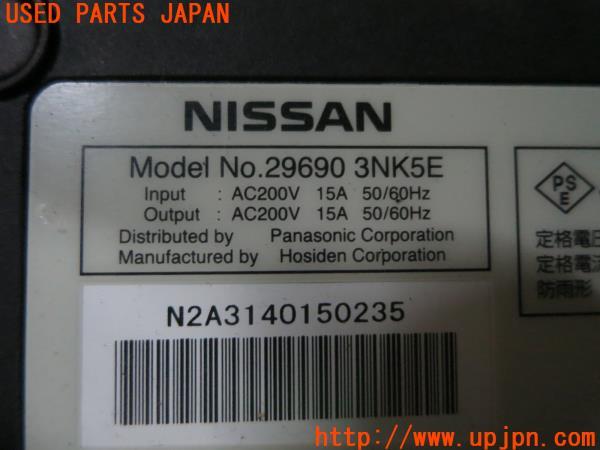 USED PARTS JAPAN
NISSAN
Model No.29690 3NK5E
Input : AC200V 15A 50/60Hz
Output : AC200V 15A 50/60Hz
Distributed by Panasonic Corporation
Manufactured by Hosiden Corporation
PS
E
定格電圧
定格電流
防雨形
N2A3140150235
http://www.upjpn.com/